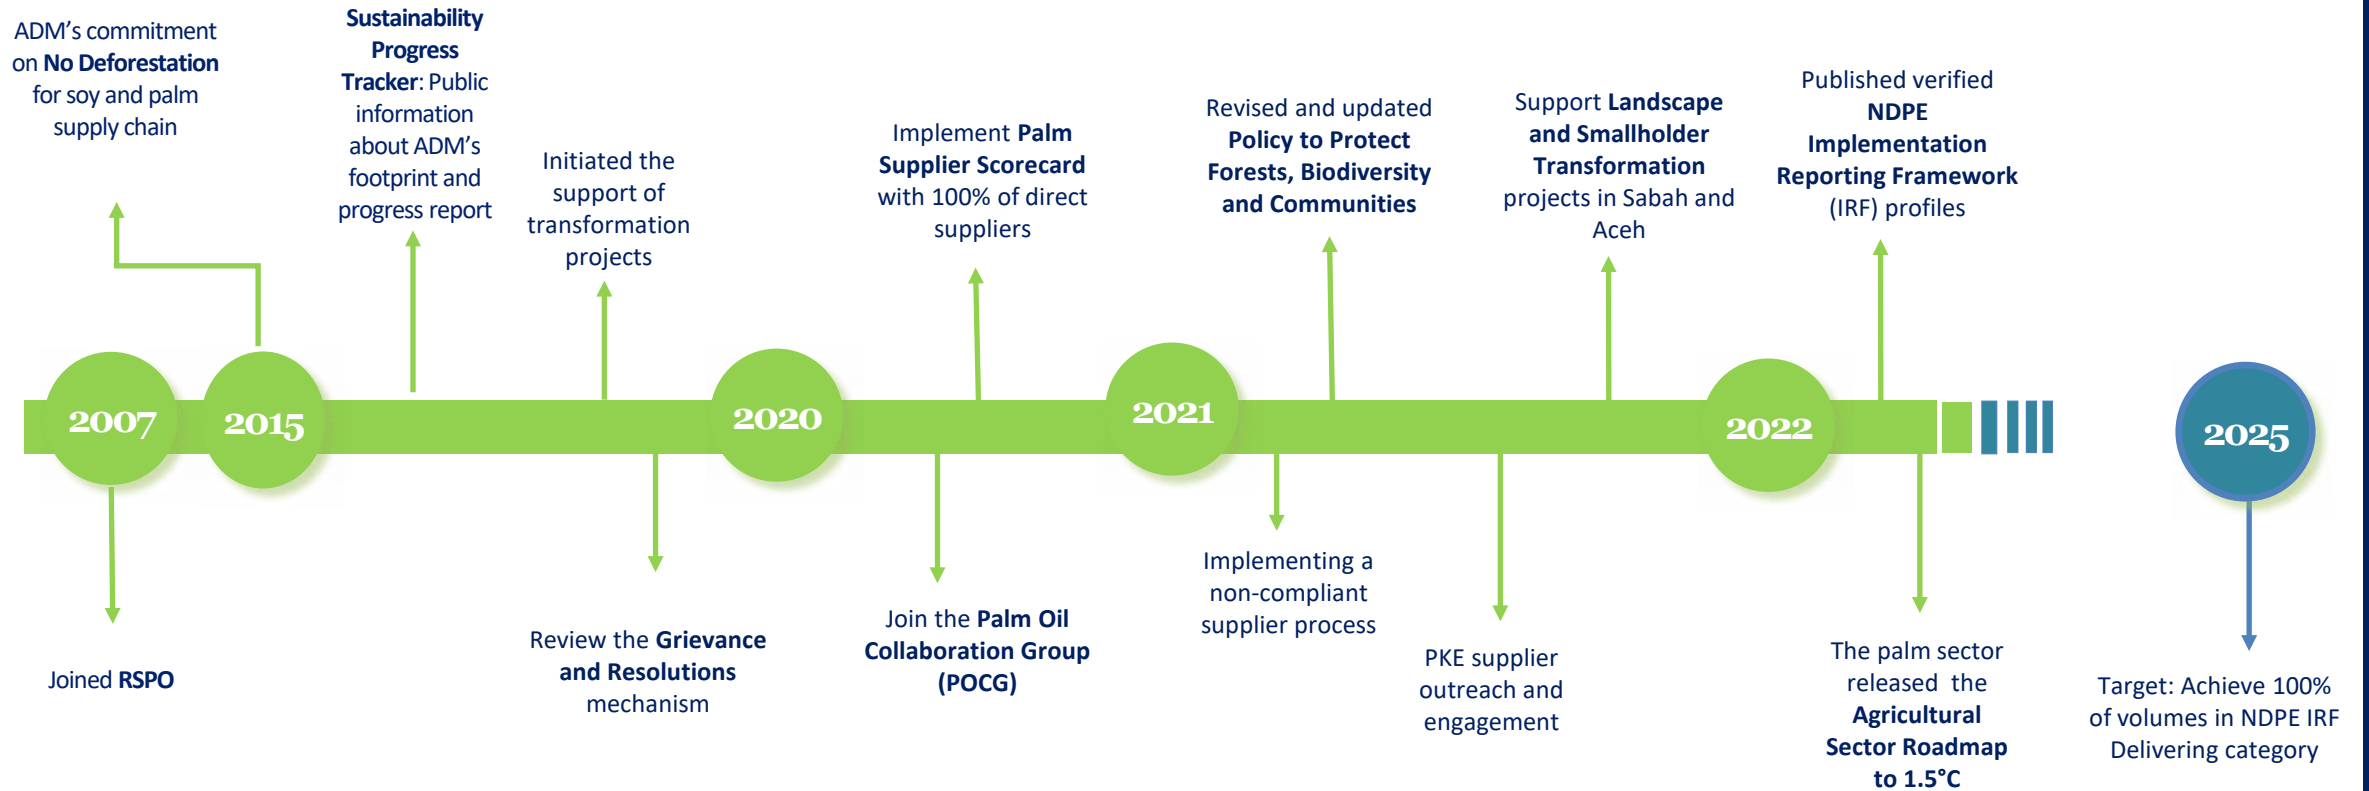 ADM's commitment
on No Deforestation
for soy and palm
supply chain
Sustainability
Progress
Tracker: Public
information
about ADM's
footprint and
progress report
Initiated the
support of
transformation
projects
Implement Palm
Supplier Scorecard
with 100% of direct
suppliers
Revised and updated
Policy to Protect
Forests, Biodiversity
and Communities
Support Landscape
and Smallholder
Transformation
projects in Sabah and
Aceh
Published verified
NDPE
Implementation
Reporting Framework
(IRF) profiles
2007
2015
2020
2021
2022
2025
Joined RSPO
Review the Grievance
and Resolutions
mechanism
Join the Palm Oil
Collaboration Group
(POCG)
Implementing a
non-compliant
supplier process
PKE supplier
outreach and
engagement
The palm sector
released the
Agricultural
Sector Roadmap
to 1.5°C
Target: Achieve 100%
of volumes in NDPE IRF
Delivering category